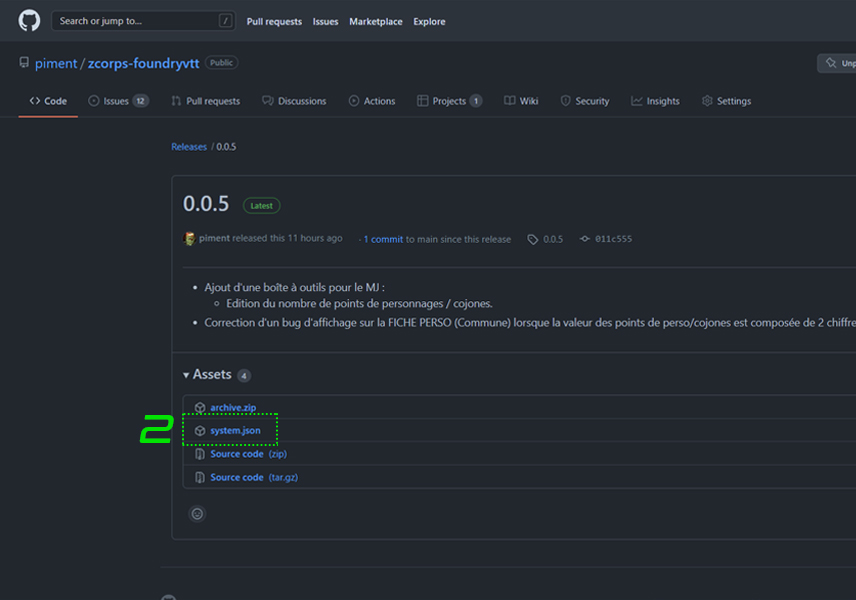 Search or jump to... /
Pull requests Issues Marketplace Explore
piment / zcorps-foundryvtt Public
Unp
Code Issues 12 Pull requests Discussions Actions Projects 1 Wiki Security Insights Settings
Releases / 0.0.5
0.0.5 Latest
piment released this 11 hours ago · 1 commit to main since this release 0.0.5 011c555
• Ajout d'une boîte à outils pour le MJ :
◦ Edition du nombre de points de personnages / cojones.
• Correction d'un bug d'affichage sur la FICHE PERSO (Commune) lorsque la valeur des points de perso/cojones est composée de 2 chiffre
▾ Assets 4
archive.zip
2 system.json
Source code (zip)
Source code (tar.gz)